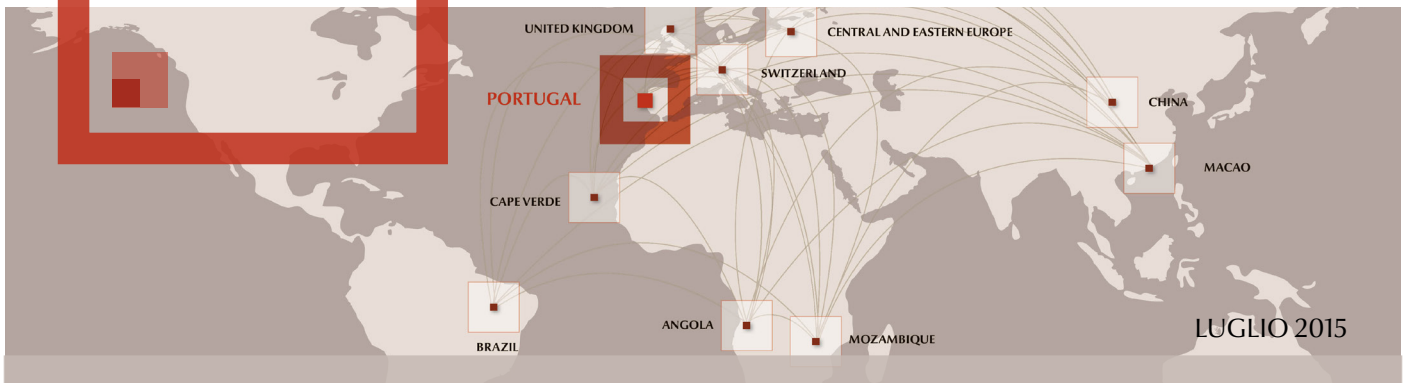 UNITED KINGDOM
CENTRAL AND EASTERN EUROPE
SWITZERLAND
PORTUGAL
CHINA
MACAO
CAPE VERDE
ANGOLA
LUGLIO 2015
MOZAMBIQUE
BRAZIL